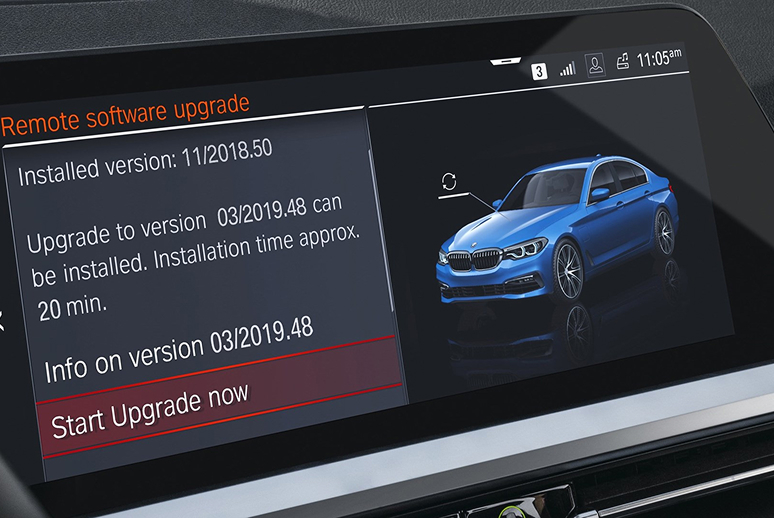 3
11:05am
Remote software upgrade
Installed version: 11/2018.50
Upgrade to version 03/2019.48 can
be installed. Installation time approx.
20 min.
Info on version 03/2019.48
Start Upgrade now